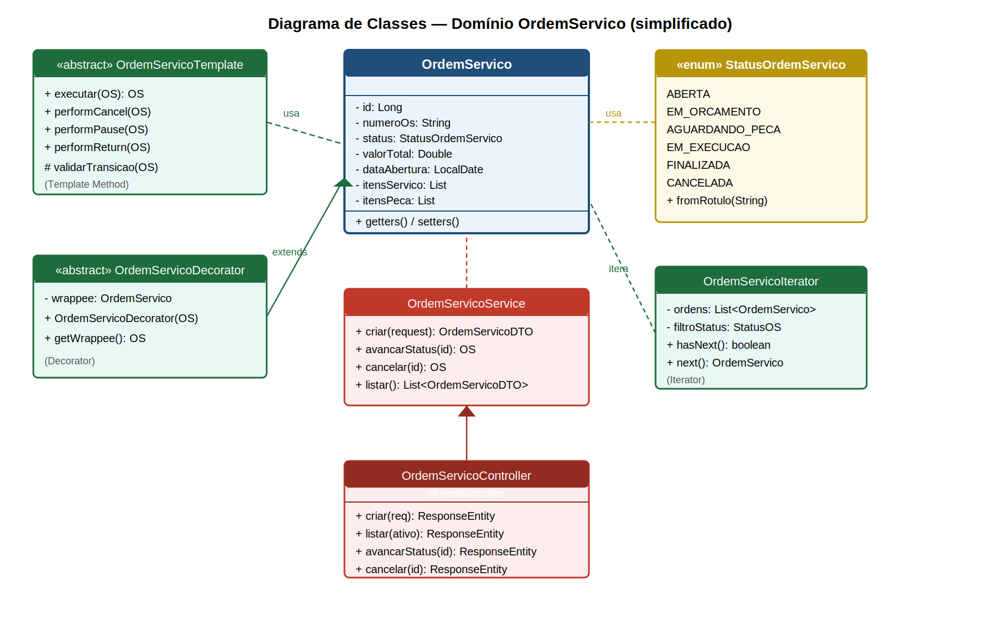 Diagrama de Classes — Domínio OrdemServico (simplificado)
«abstract» OrdemServicoTemplate
+ executar(OS): OS
+ performCancel(OS)
+ performPause(OS)
+ performReturn(OS)
# validarTransicao(OS)
(Template Method)
usa
OrdemServico
- id: Long
- numeroOs: String
- status: StatusOrdemServico
- valorTotal: Double
- dataAbertura: LocalDate
- itensServico: List
- itensPeca: List
+ getters() / setters()
usa
«enum» StatusOrdemServico
ABERTA
EM_ORCAMENTO
AGUARDANDO_PECA
EM_EXECUCAO
FINALIZADA
CANCELADA
+ fromRotulo(String)
extends
«abstract» OrdemServicoDecorator
- wrappee: OrdemServico
+ OrdemServicoDecorator(OS)
+ getWrappee(): OS
(Decorator)
OrdemServicoService
+ criar(request): OrdemServicoDTO
+ avancarStatus(id): OS
+ cancelar(id): OS
+ listar(): List<OrdemServicoDTO>
itera
OrdemServicoIterator
- ordens: List<OrdemServico>
- filtroStatus: StatusOS
+ hasNext(): boolean
+ next(): OrdemServico
(Iterator)
OrdemServicoController
@RestController
+ criar(req): ResponseEntity
+ listar(ativo): ResponseEntity
+ avancarStatus(id): ResponseEntity
+ cancelar(id): ResponseEntity